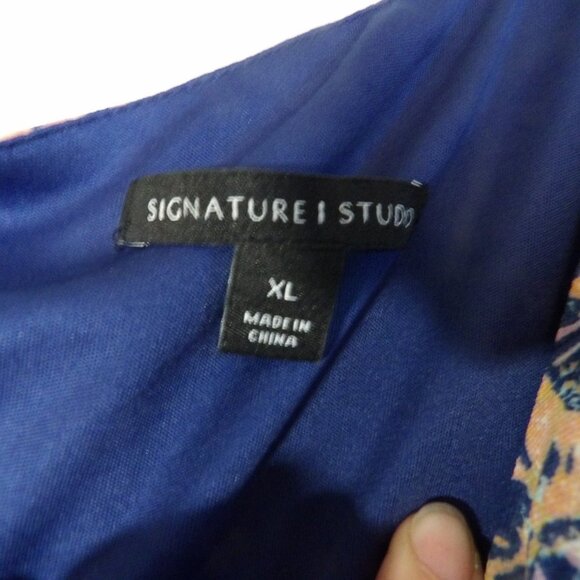 SIGNATURE | STUDIO
XL
MADE IN
CHINA